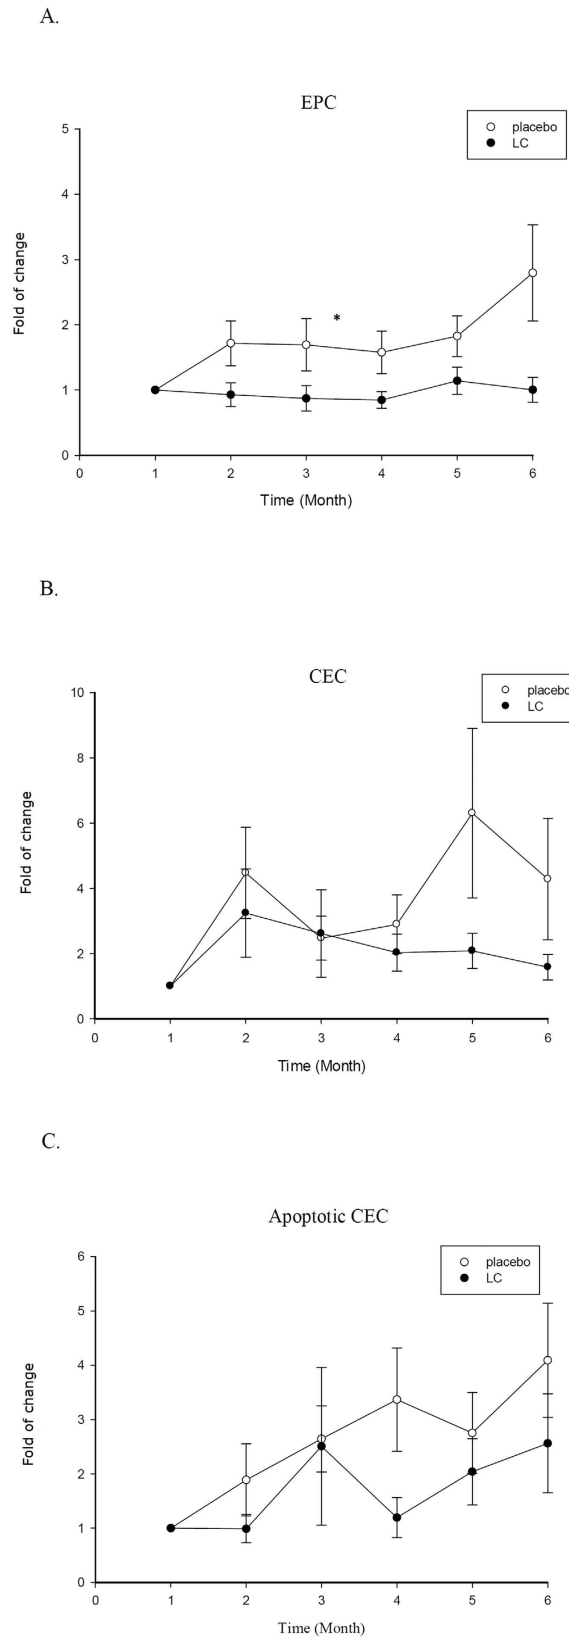 A.
EPC
placebo
LC
5
4
3
2
1
0
*
Fold of change
0 1 2 3 4 5 6
Time (Month)
B.
CEC
placebo
LC
10
8
6
4
2
0
Fold of change
0 1 2 3 4 5 6
Time (Month)
C.
Apoptotic CEC
placebo
LC
6
5
4
3
2
1
0
Fold of change
0 1 2 3 4 5 6
Time (Month)